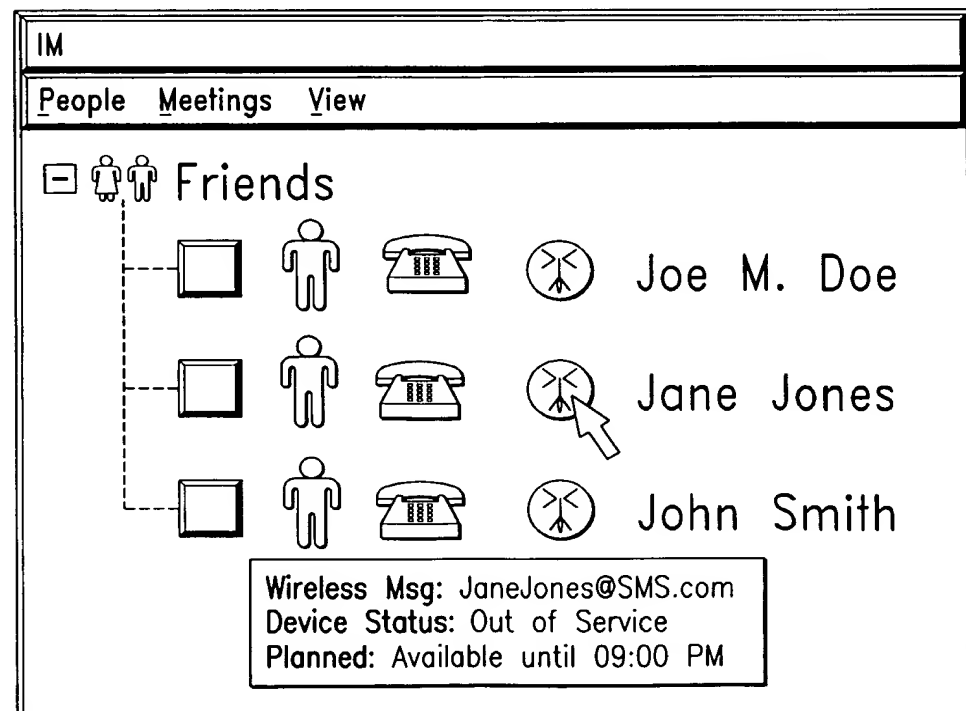 IM
People Meetings View
Friends
Joe M. Doe
Jane Jones
John Smith
Wireless Msg: JaneJones@SMS.com
Device Status: Out of Service
Planned: Available until 09:00 PM